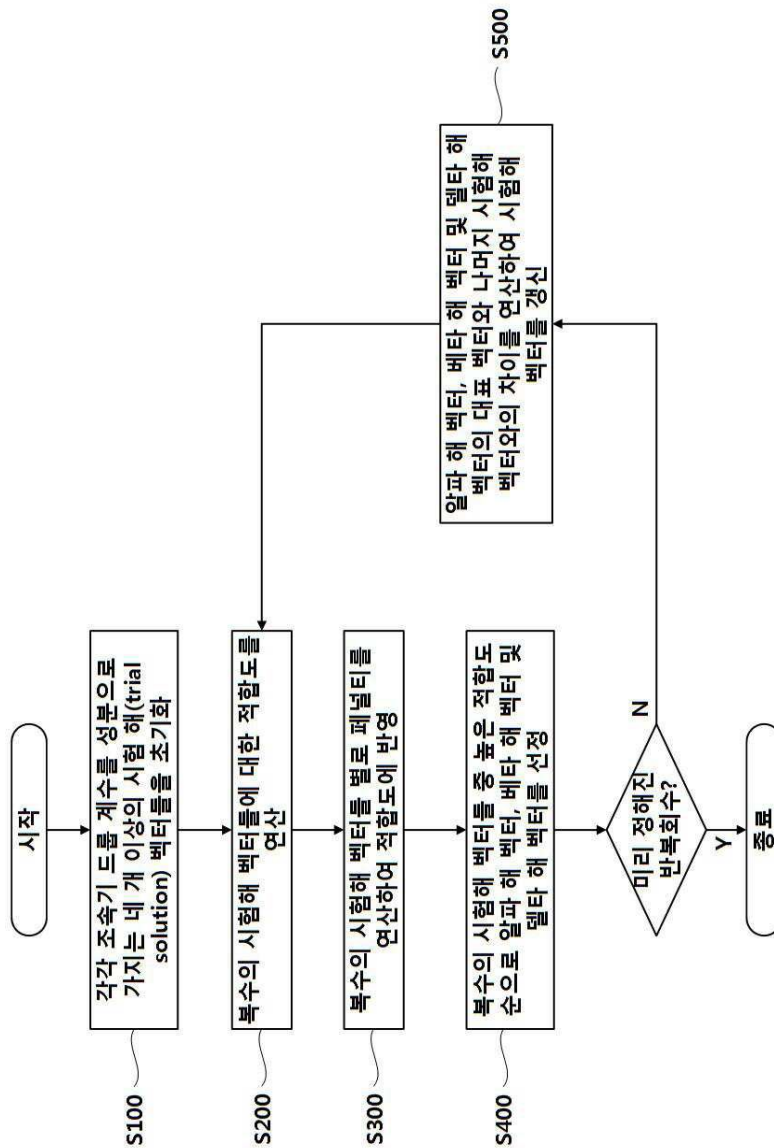 시작
S100
각각 조속기 드룹 계수를 성분으로
가지는 네 개 이상의 시험 해(trial
solution) 벡터들을 초기화
S200
복수의 시험해 벡터들에 대한 적합도를
연산
S300
복수의 시험해 벡터들 별로 페널티를
연산하여 적합도에 반영
S400
복수의 시험해 벡터들 중 높은 적합도
순으로 알파 해 벡터, 베타 해 벡터 및
델타 해 벡터를 선정
미리 정해진
반복회수?
N
Y
종료
S500
알파 해 벡터, 베타 해 벡터 및 델타 해
벡터의 대표 벡터와 나머지 시험해
벡터와의 차이를 연산하여 시험해
벡터를 갱신